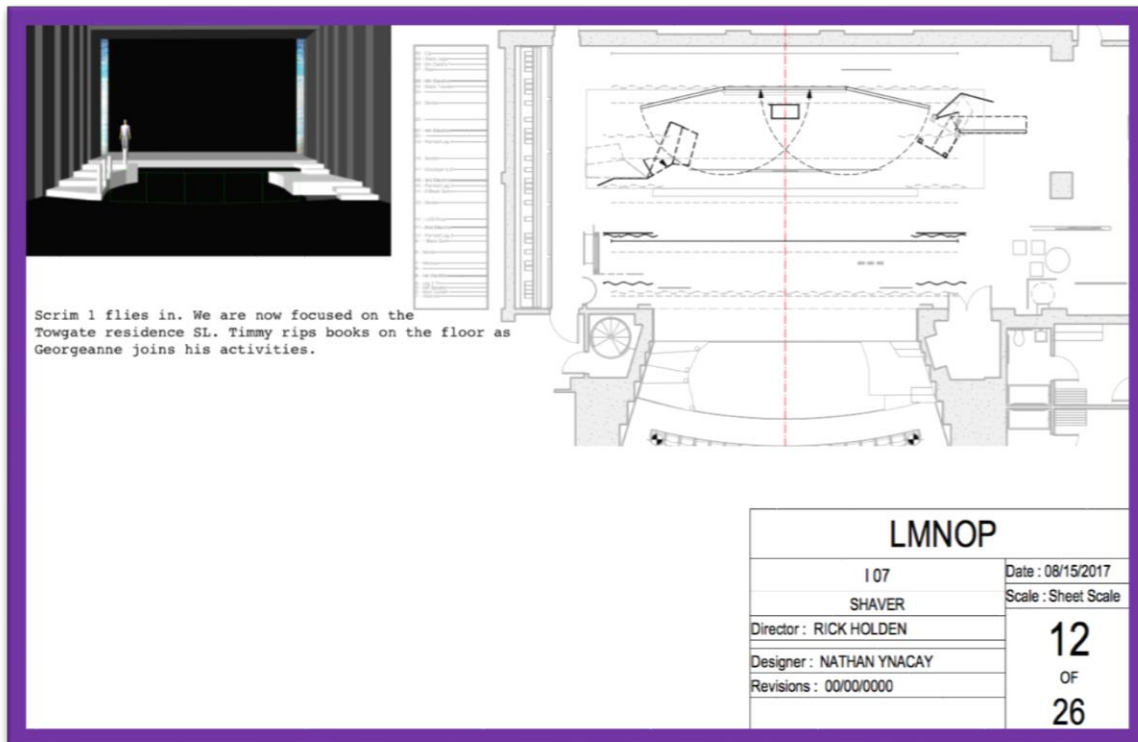 Scrim 1 flies in. We are now focused on the
Towgate residence SL. Timmy rips books on the floor as
Georgeanne joins his activities.
LMNOP
I 07
SHAVER
Director : RICK HOLDEN
Designer : NATHAN YNACAY
Revisions : 00/00/0000
Date : 08/15/2017
Scale : Sheet Scale
12
OF
26